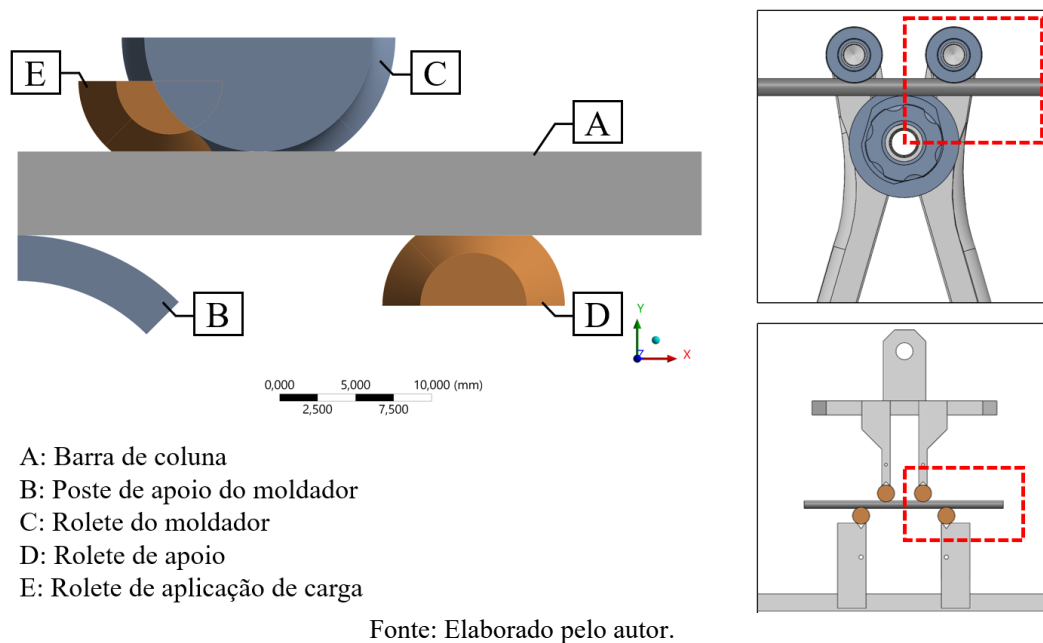 E
C
A
B
D
Y
Z
X
0,000 5,000 10,000 (mm)
2,500 7,500
A: Barra de coluna
B: Poste de apoio do moldador
C: Rolete do moldador
D: Rolete de apoio
E: Rolete de aplicação de carga
Fonte: Elaborado pelo autor.